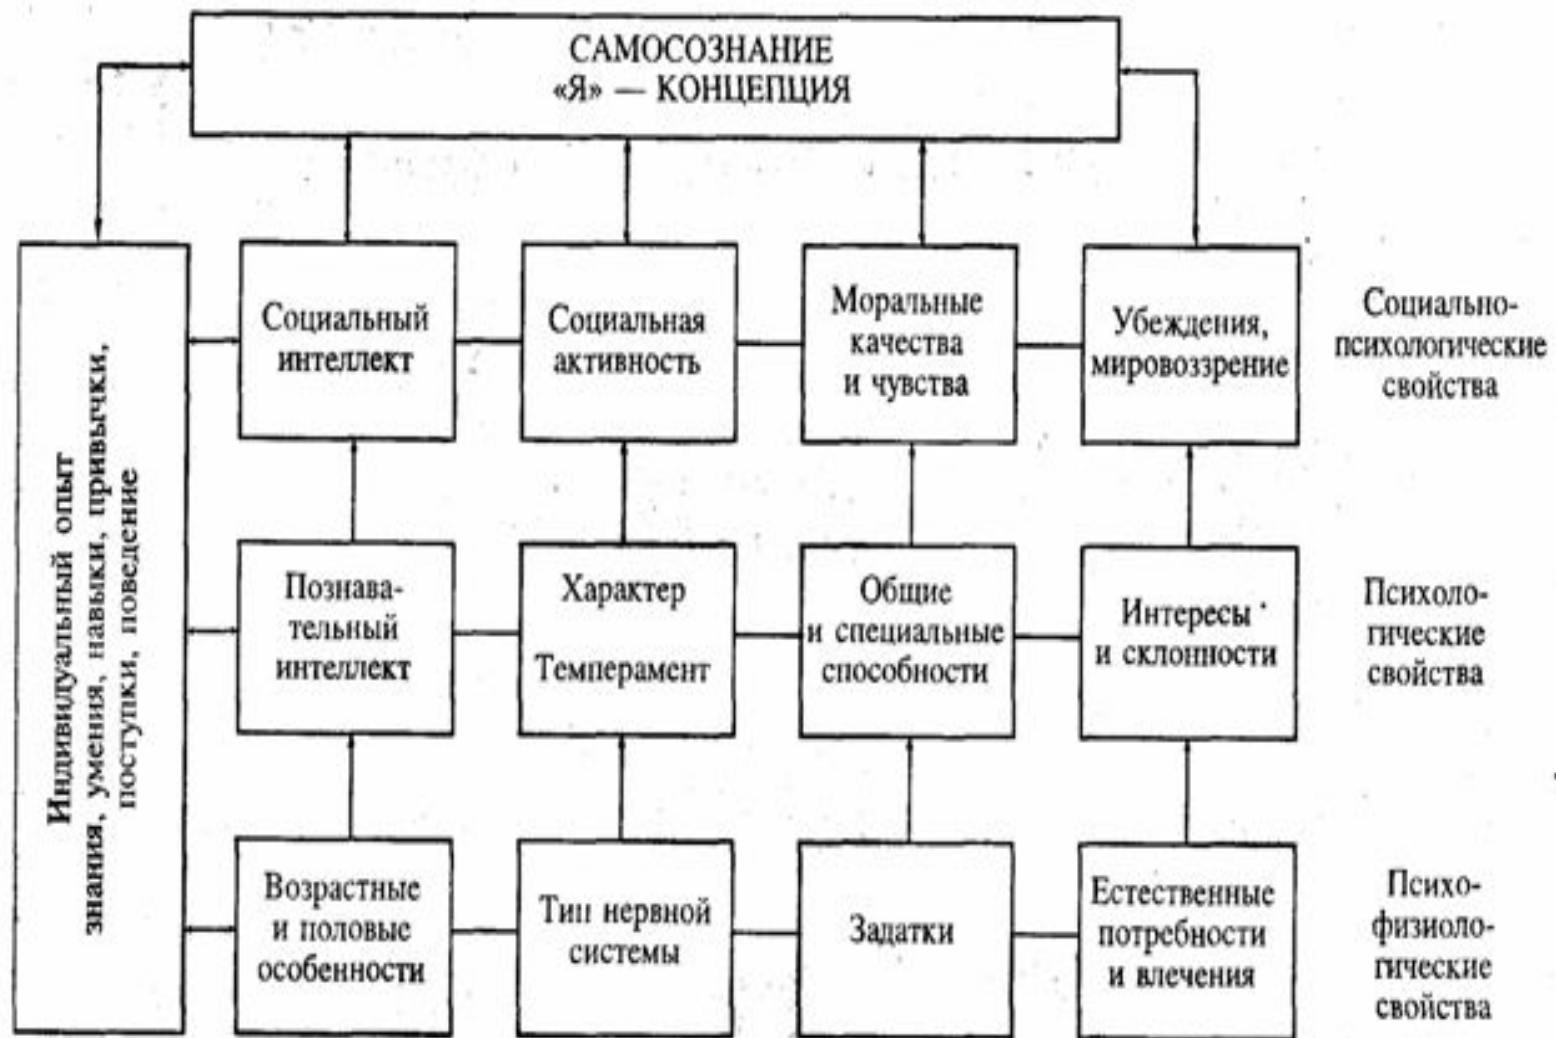 САМОСОЗНАНИЕ
«Я» — КОНЦЕПЦИЯ
Индивидуальный опыт
знания, умения, навыки, привычки,
поступки, поведение
Социальный
интеллект
Социальная
активность
Моральные
качества
и чувства
Убеждения,
мировоззрение
Социально-
психологические
свойства
Познава-
тельный
интеллект
Характер
Темперамент
Общие
и специальные
способности
Интересы
и склонности
Психоло-
гические
свойства
Возрастные
и половые
особенности
Тип нервной
системы
Задатки
Естественные
потребности
и влечения
Психо-
физиоло-
гические
свойства